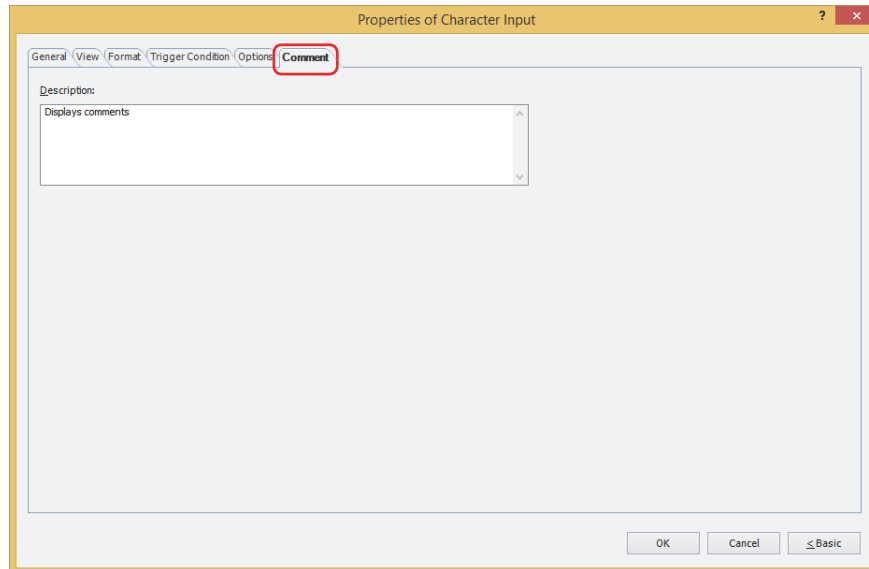 Properties of Character Input
? ×
General View Format Trigger Condition Options Comment
Description:
Displays comments
OK Cancel < Basic